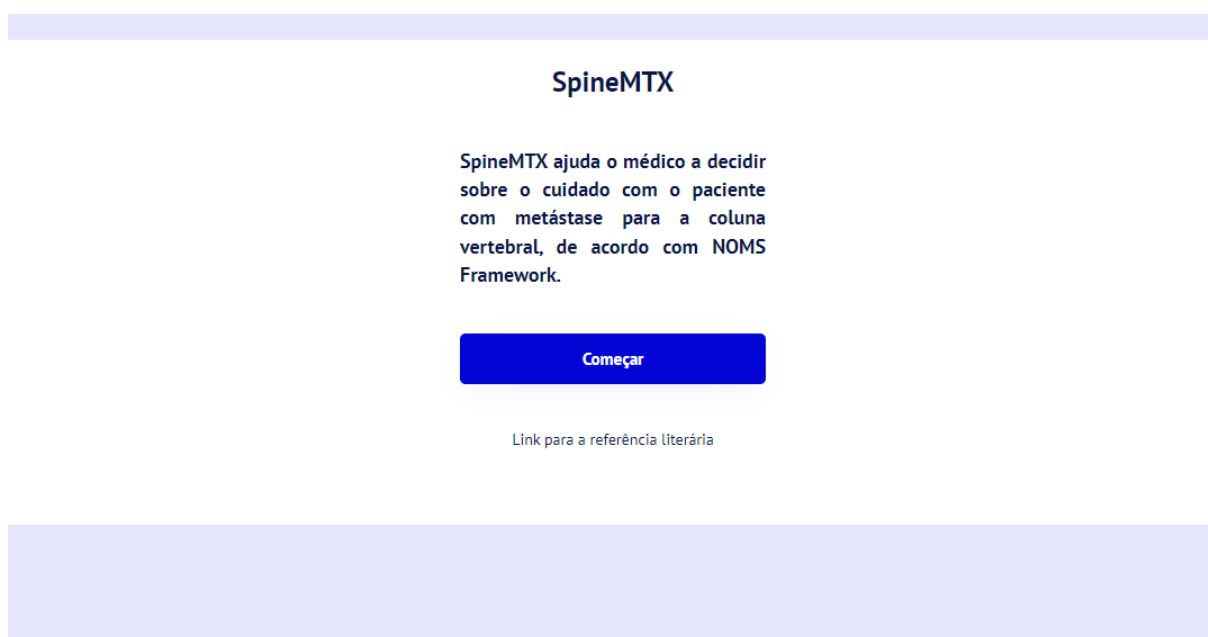 SpineMTX
SpineMTX ajuda o médico a decidir
sobre o cuidado com o paciente
com metástase para a coluna
vertebral, de acordo com NOMS
Framework.
Começar
Link para a referência literária